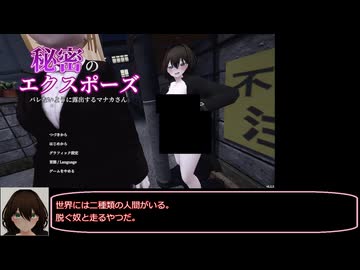 秘密の
エクスポーズ
バレないように露出するマナカさん
つづきから
はじめから
グラフィック設定
言語 / Language
ゲームをやめる
不注
世界には二種類の人間がいる。
脱ぐ奴と走るやつだ。